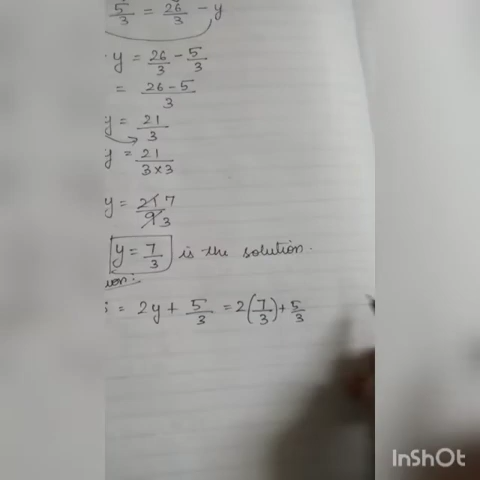 5/3 = 26/3 - y
y = 26/3 - 5/3
= 26-5/3
y = 21/3
y = 21/3×3
y = 21 7/9 3
y = 7/3 is the solution.
= 2y + 5/3 = 2(7/3) + 5/3
InShOt